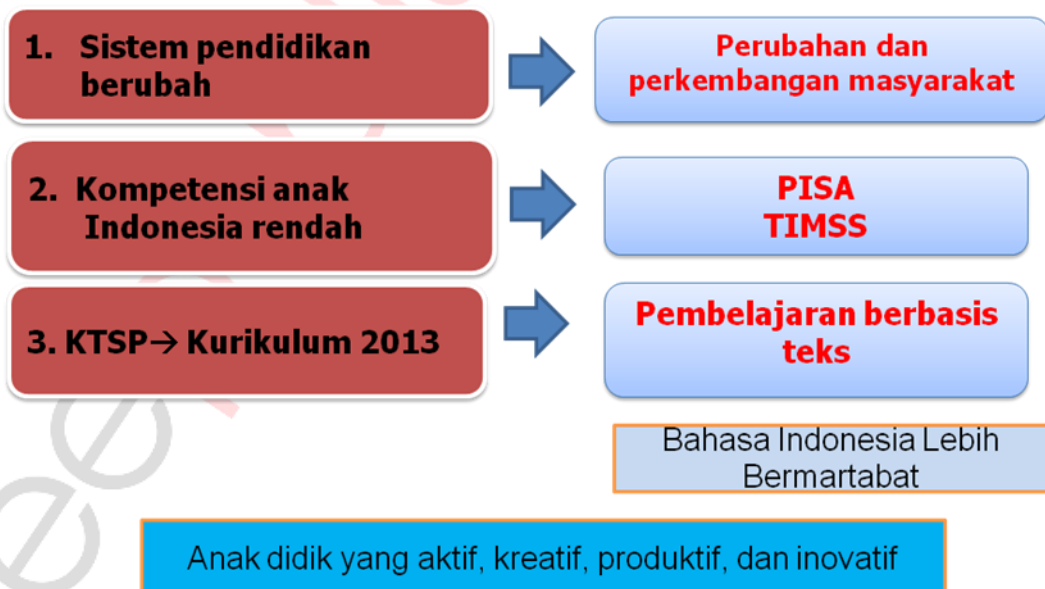 1. Sistem pendidikan
berubah
Perubahan dan
perkembangan masyarakat
2. Kompetensi anak
Indonesia rendah
PISA
TIMSS
3. KTSP→ Kurikulum 2013
Pembelajaran berbasis
teks
Bahasa Indonesia Lebih
Bermartabat
Anak didik yang aktif, kreatif, produktif, dan inovatif